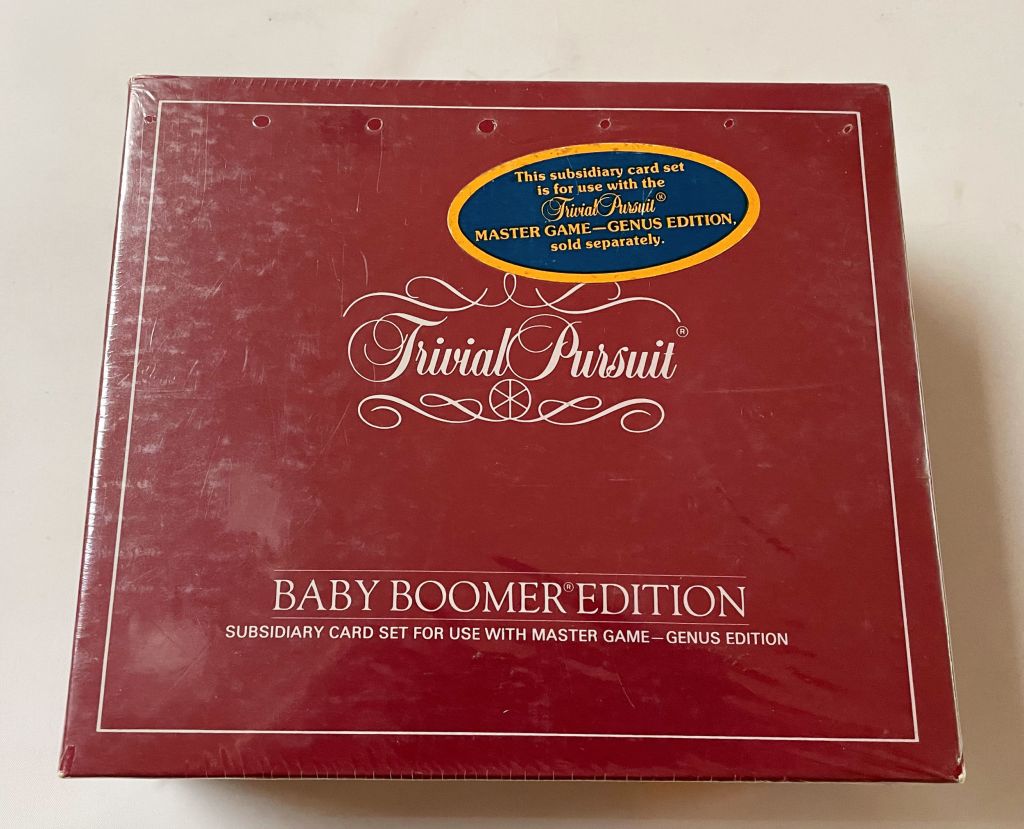 This subsidiary card set
is for use with the
Trivial Pursuit®
MASTER GAME—GENUS EDITION,
sold separately.
Trivial Pursuit®
BABY BOOMER® EDITION
SUBSIDIARY CARD SET FOR USE WITH MASTER GAME—GENUS EDITION